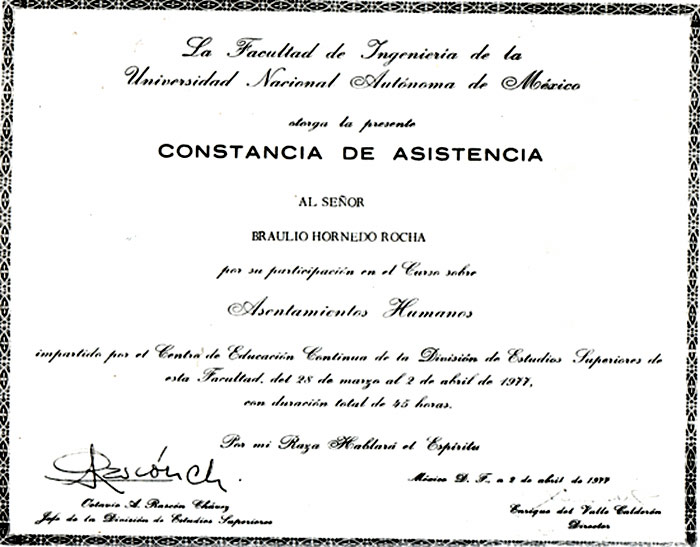 La Facultad de Ingeniería de la
Universidad Nacional Autónoma de México
otorga la presente
CONSTANCIA DE ASISTENCIA
AL SEÑOR
BRAULIO HORNEDO ROCHA
por su participación en el Curso sobre
Asentamientos Humanos
impartido por el Centro de Educación Continua de la División de Estudios Superiores de
esta Facultad, del 28 de marzo al 2 de abril de 1977,
con duración total de 45 horas.
Por mi Raza Hablará el Espíritu
México D. F. a 2 de abril de 1977
Rascón Ch.
Octavio A. Rascón Chávez
Jefe de la División de Estudios Superiores
Enrique del Valle Calderón
Director